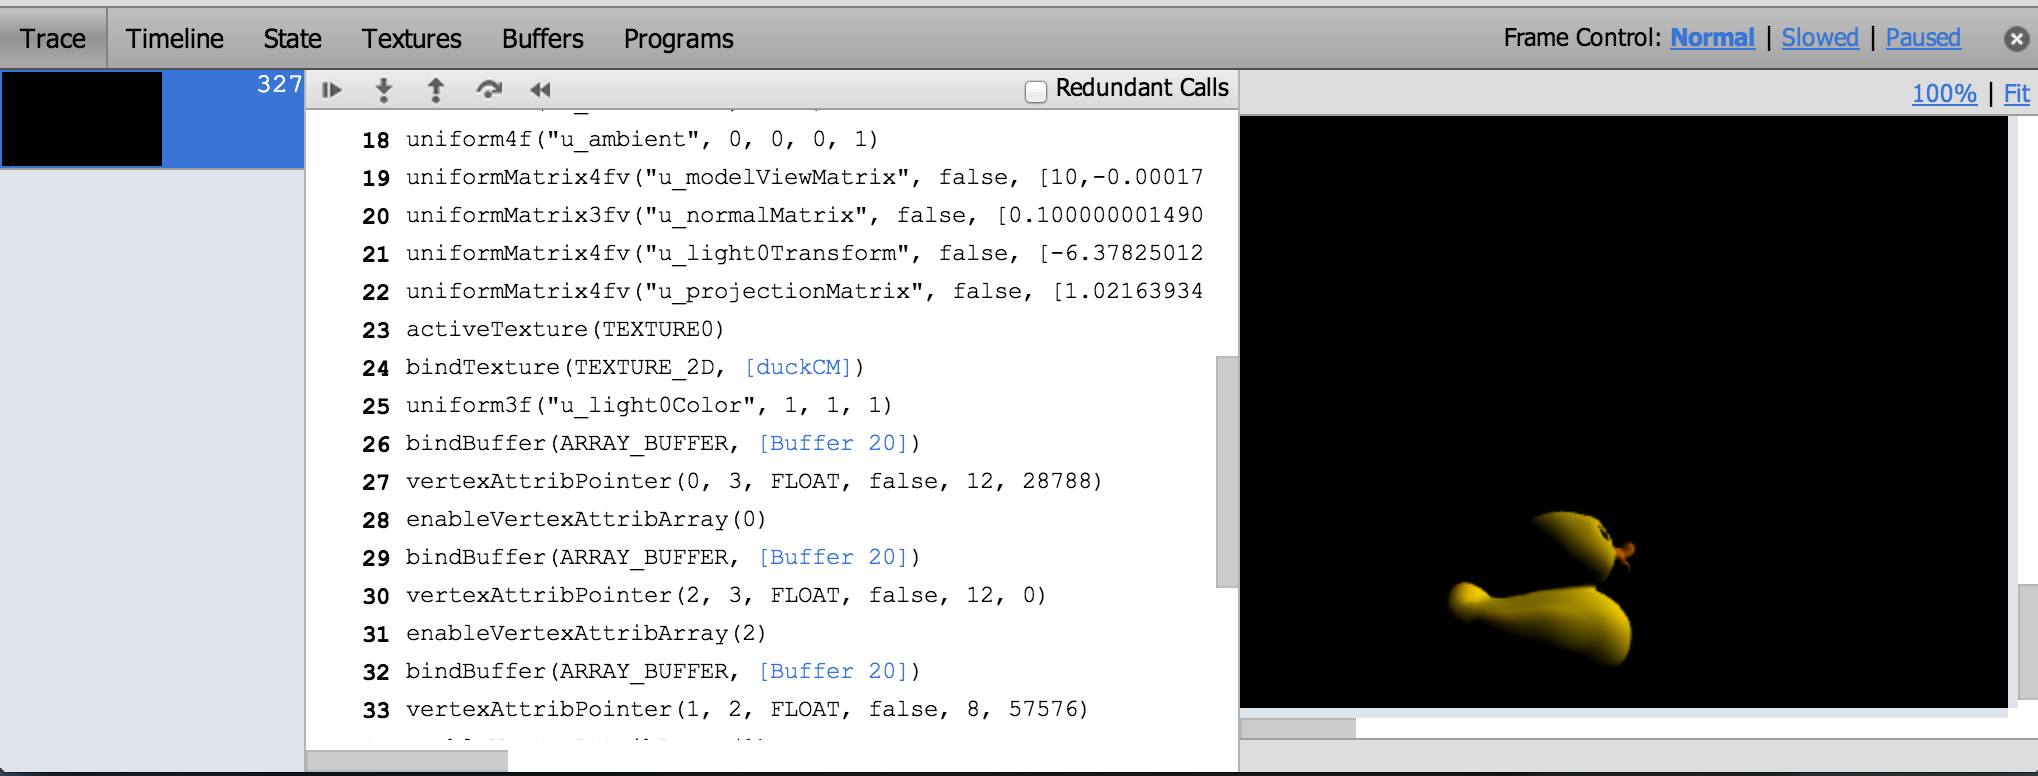 Trace Timeline State Textures Buffers Programs Frame Control: Normal | Slowed | Paused
327
Redundant Calls
100% | Fit
18 uniform4f("u_ambient", 0, 0, 0, 1)
19 uniformMatrix4fv("u_modelViewMatrix", false, [10,-0.00017
20 uniformMatrix3fv("u_normalMatrix", false, [0.100000001490
21 uniformMatrix4fv("u_light0Transform", false, [-6.37825012
22 uniformMatrix4fv("u_projectionMatrix", false, [1.02163934
23 activeTexture(TEXTURE0)
24 bindTexture(TEXTURE_2D, [duckCM])
25 uniform3f("u_light0Color", 1, 1, 1)
26 bindBuffer(ARRAY_BUFFER, [Buffer 20])
27 vertexAttribPointer(0, 3, FLOAT, false, 12, 28788)
28 enableVertexAttribArray(0)
29 bindBuffer(ARRAY_BUFFER, [Buffer 20])
30 vertexAttribPointer(2, 3, FLOAT, false, 12, 0)
31 enableVertexAttribArray(2)
32 bindBuffer(ARRAY_BUFFER, [Buffer 20])
33 vertexAttribPointer(1, 2, FLOAT, false, 8, 57576)